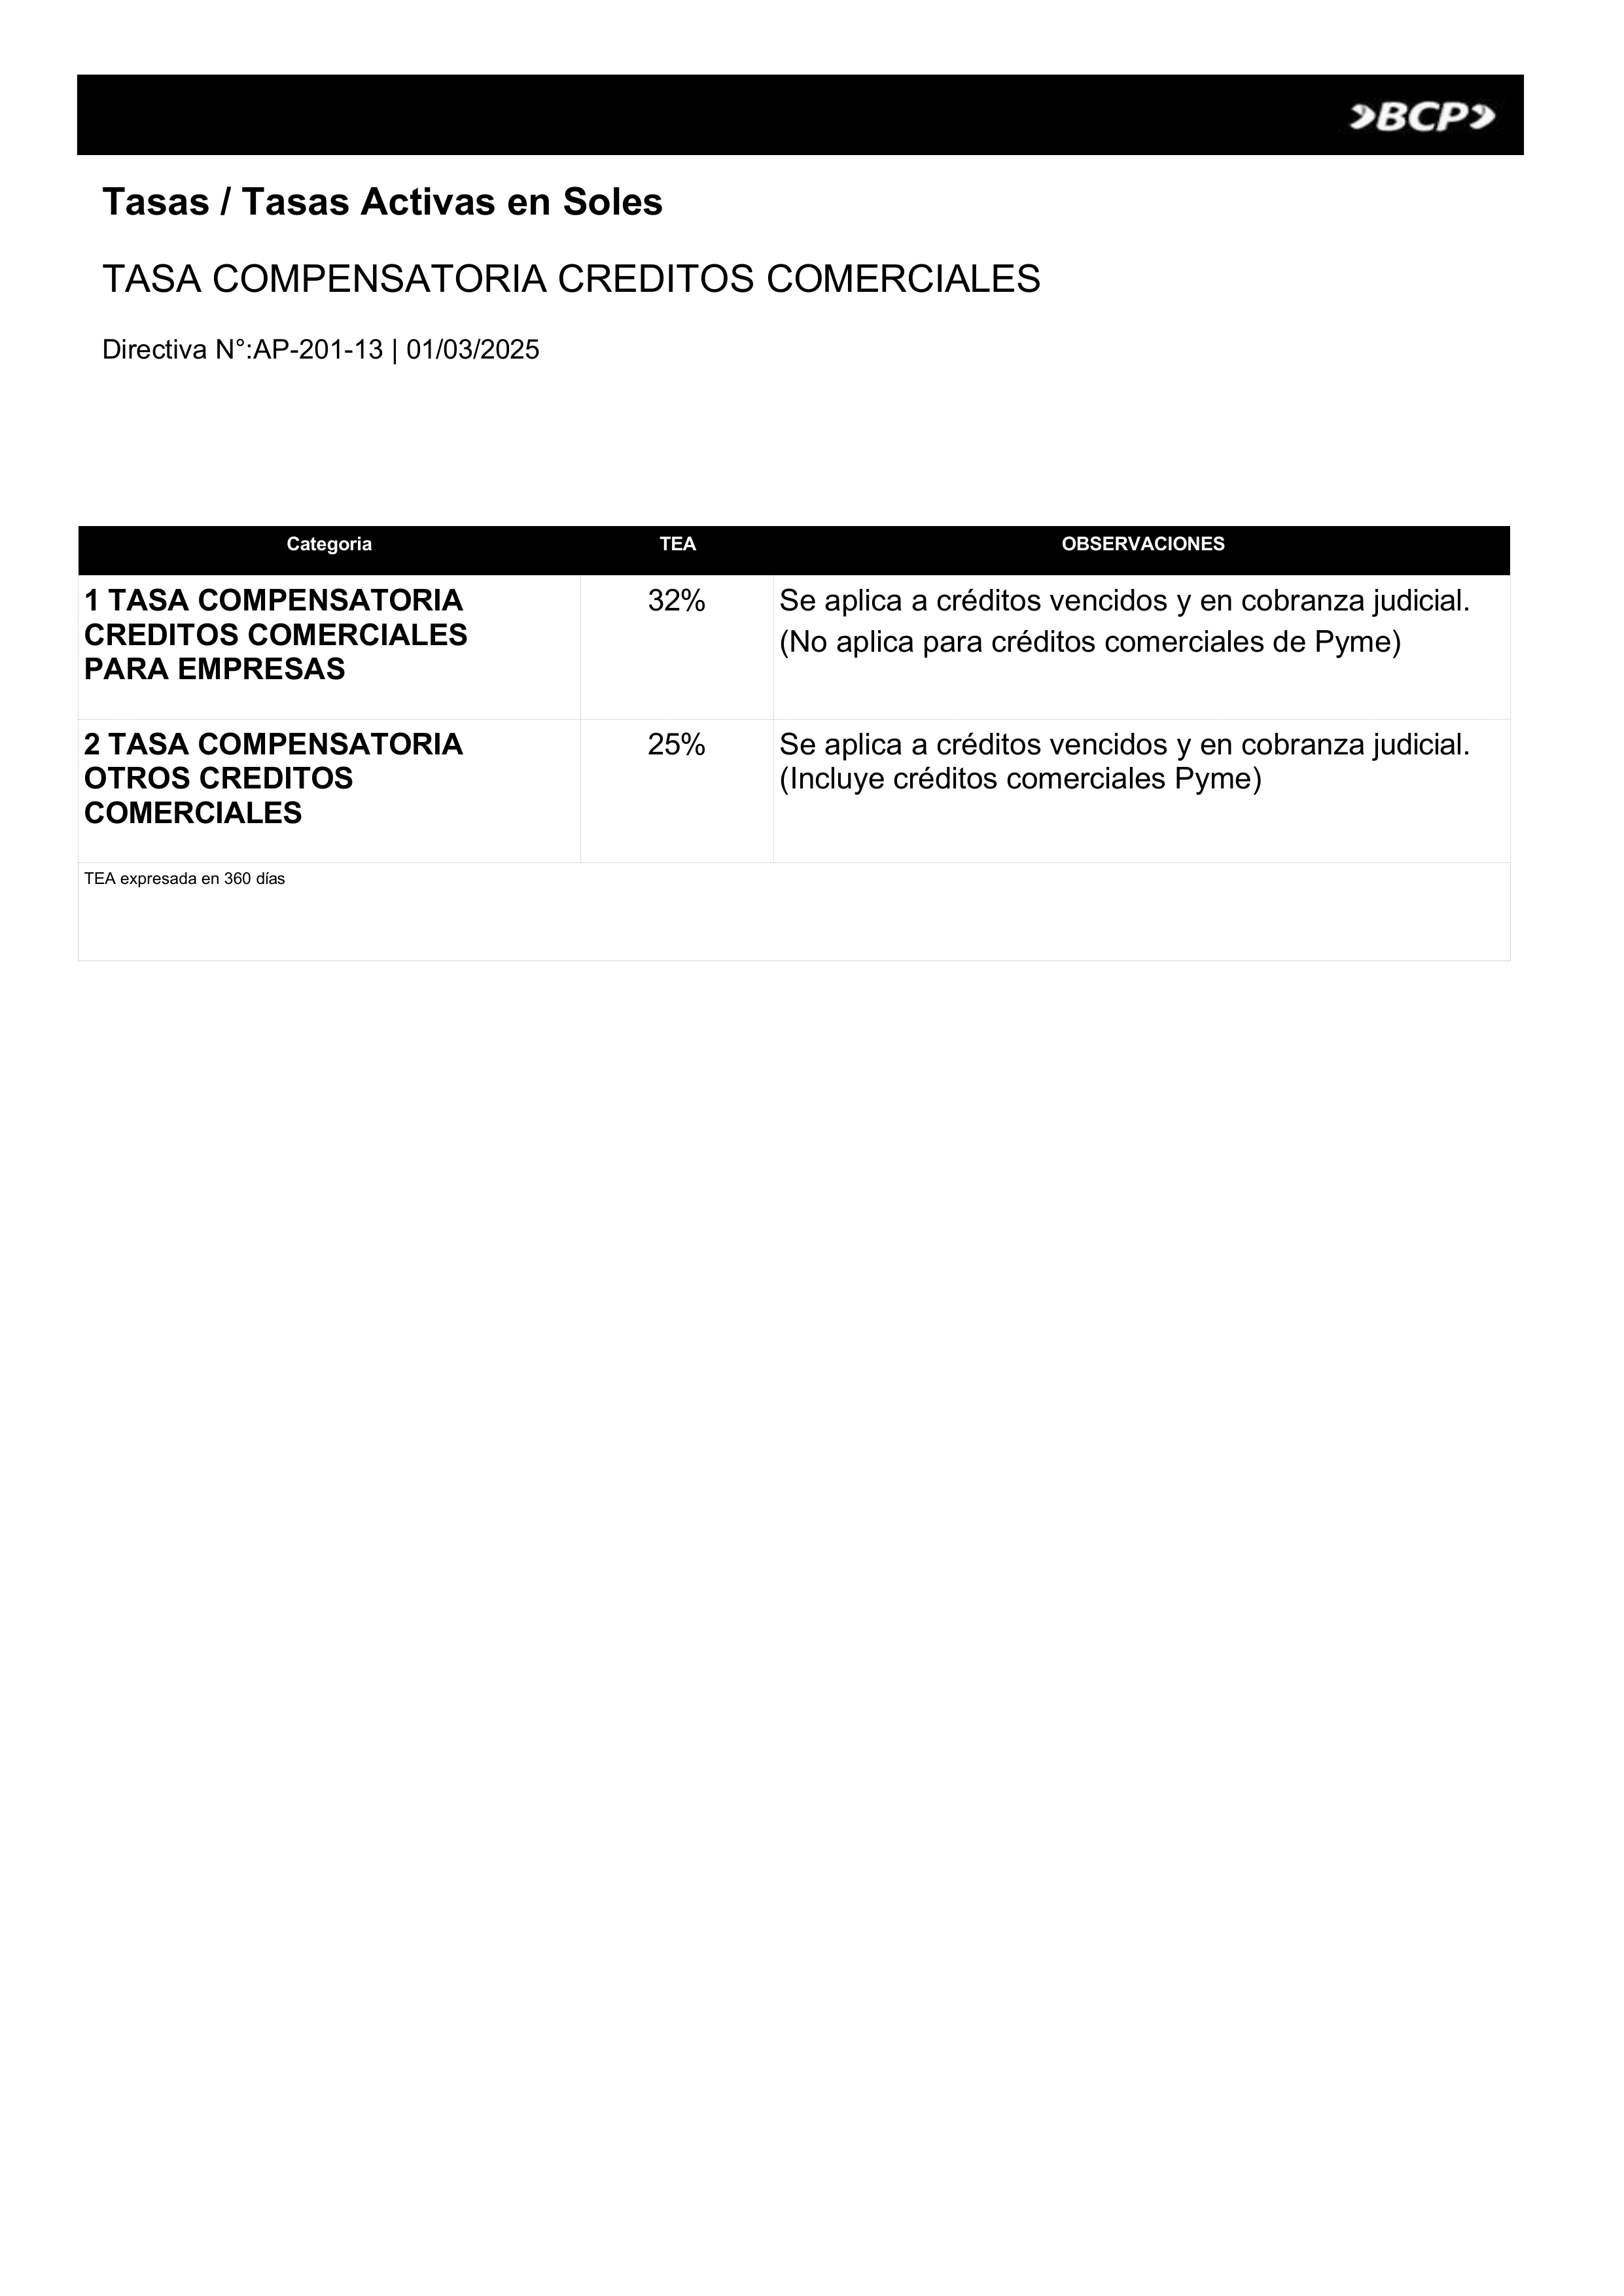 BCP
Tasas / Tasas Activas en Soles
TASA COMPENSATORIA CREDITOS COMERCIALES
Directiva N°:AP-201-13 | 01/03/2025
Categoria TEA OBSERVACIONES
1 TASA COMPENSATORIA
CREDITOS COMERCIALES
PARA EMPRESAS
32%
Se aplica a créditos vencidos y en cobranza judicial.
(No aplica para créditos comerciales de Pyme)
2 TASA COMPENSATORIA
OTROS CREDITOS
COMERCIALES
25%
Se aplica a créditos vencidos y en cobranza judicial.
(Incluye créditos comerciales Pyme)
TEA expresada en 360 días